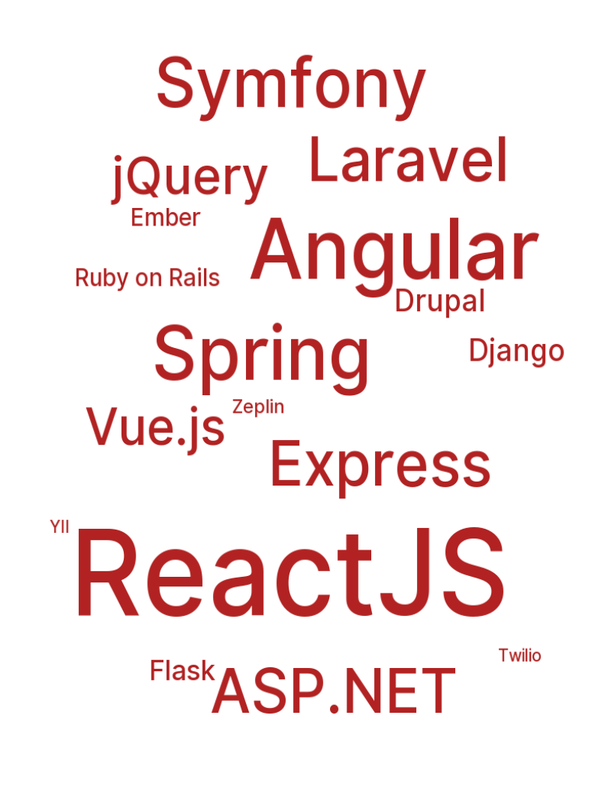 Symfony
Laravel
jQuery
Ember
Angular
Ruby on Rails
Drupal
Spring
Django
Zeplin
Vue.js
Express
YII
ReactJS
Twilio
Flask
ASP.NET